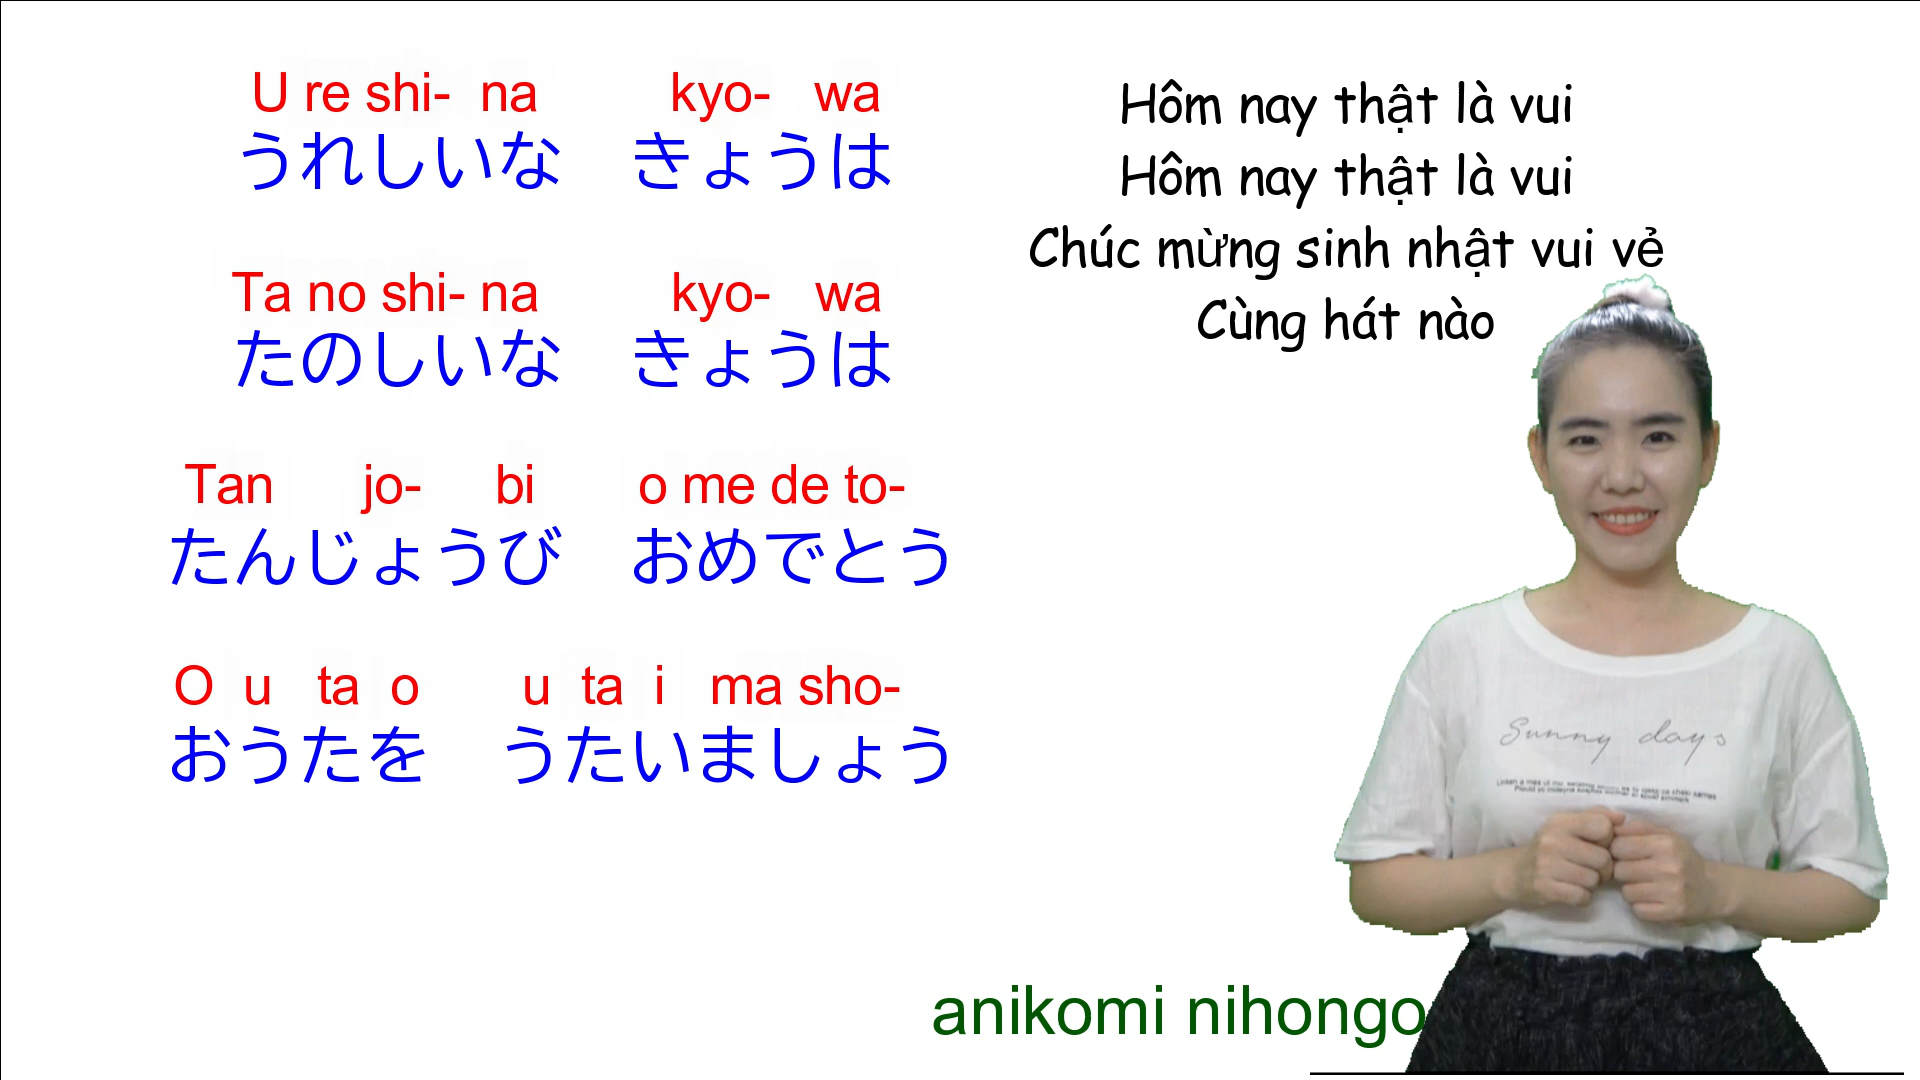 U re shi- na kyo- wa
うれしいな きょうは
Ta no shi- na kyo- wa
たのしいな きょうは
Tan jo- bi o me de to-
たんじょうび おめでとう
O u ta o u ta i ma sho-
おうたを うたいましょう
Hôm nay thật là vui
Hôm nay thật là vui
Chúc mừng sinh nhật vui vẻ
Cùng hát nào
Sunny days
anikomi nihongo